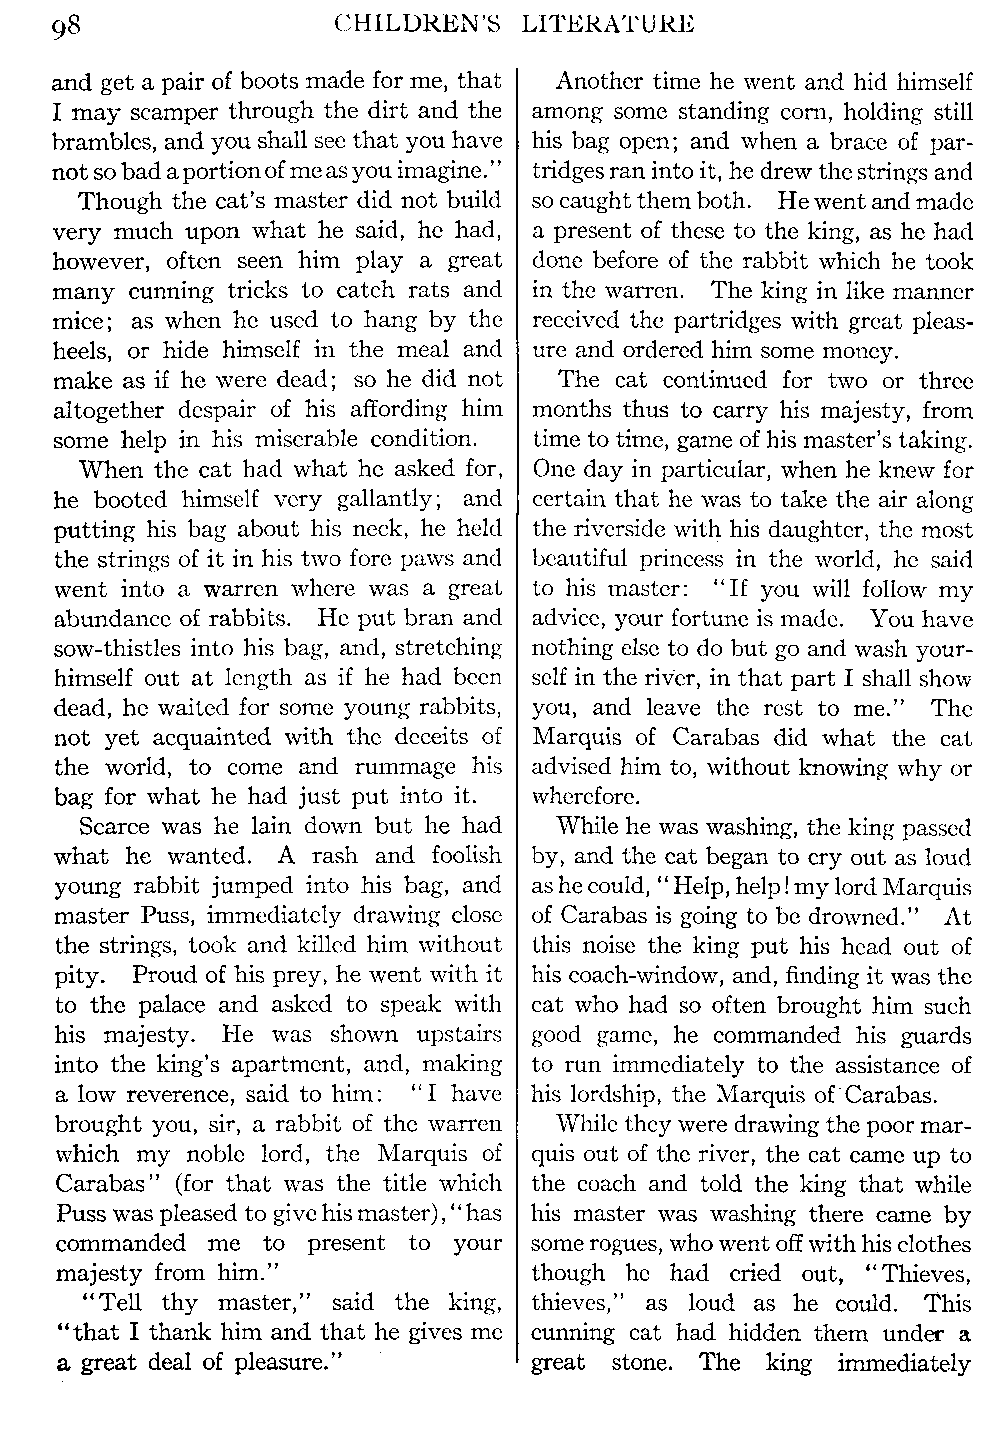 98
CHILDREN'S LITERATURE
and get a pair of boots made for me, that
I may scamper through the dirt and the
brambles, and you shall see that you have
not so bad a portion of me as you imagine."
Though the cat's master did not build
very much upon what he said, he had,
however, often seen him play a great
many cunning tricks to catch rats and
mice; as when he used to hang by the
heels, or hide himself in the meal and
make as if he were dead; so he did not
altogether despair of his affording him
some help in his miserable condition.
When the cat had what he asked for,
he booted himself very gallantly; and
putting his bag about his neck, he held
the strings of it in his two fore paws and
went into a warren where was a great
abundance of rabbits. He put bran and
sow-thistles into his bag, and, stretching
himself out at length as if he had been
dead, he waited for some young rabbits,
not yet acquainted with the deceits of
the world, to come and rummage his
bag for what he had just put into it.
Scarce was he lain down but he had
what he wanted. A rash and foolish
young rabbit jumped into his bag, and
master Puss, immediately drawing close
the strings, took and killed him without
pity. Proud of his prey, he went with it
to the palace and asked to speak with
his majesty. He was shown upstairs
into the king's apartment, and, making
a low reverence, said to him: "I have
brought you, sir, a rabbit of the warren
which my noble lord, the Marquis of
Carabas" (for that was the title which
Puss was pleased to give his master), "has
commanded me to present to your
majesty from him."
"Tell thy master," said the king,
"that I thank him and that he gives me
a great deal of pleasure."
Another time he went and hid himself
among some standing corn, holding still
his bag open; and when a brace of par-
tridges ran into it, he drew the strings and
so caught them both. He went and made
a present of these to the king, as he had
done before of the rabbit which he took
in the warren. The king in like manner
received the partridges with great pleas-
ure and ordered him some money.
The cat continued for two or three
months thus to carry his majesty, from
time to time, game of his master's taking.
One day in particular, when he knew for
certain that he was to take the air along
the riverside with his daughter, the most
beautiful princess in the world, he said
to his master: "If you will follow my
advice, your fortune is made. You have
nothing else to do but go and wash your-
self in the river, in that part I shall show
you, and leave the rest to me." The
Marquis of Carabas did what the cat
advised him to, without knowing why or
wherefore.
While he was washing, the king passed
by, and the cat began to cry out as loud
as he could, "Help, help! my lord Marquis
of Carabas is going to be drowned." At
this noise the king put his head out of
his coach-window, and, finding it was the
cat who had so often brought him such
good game, he commanded his guards
to run immediately to the assistance of
his lordship, the Marquis of Carabas.
While they were drawing the poor mar-
quis out of the river, the cat came up to
the coach and told the king that while
his master was washing there came by
some rogues, who went off with his clothes
though he had cried out, "Thieves,
thieves," as loud as he could. This
cunning cat had hidden them under a
great stone. The king immediately